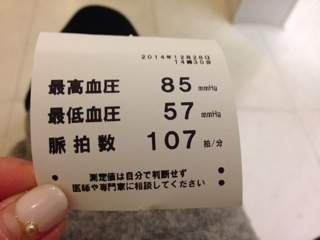 2014年12月28日
14時30分
最高血圧 85 mmHg
最低血圧 57 mmHg
脈拍数 107 拍/分
● 測定値は自分で判断せず ●
● 医師や専門家に相談してください ●